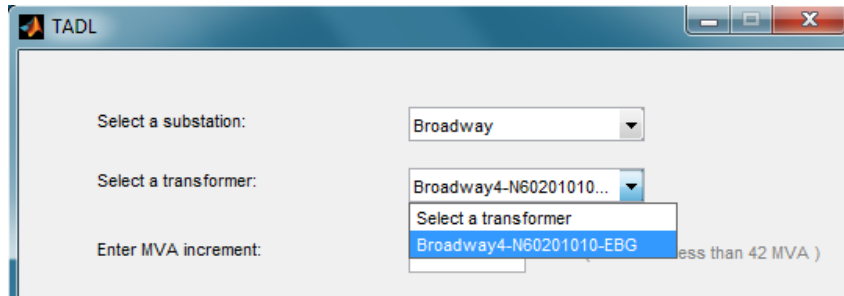 TADL
Select a substation:
Broadway
Select a transformer:
Broadway4-N60201010...
Select a transformer
Broadway4-N60201010-EBG
Enter MVA increment:
ess than 42 MVA )